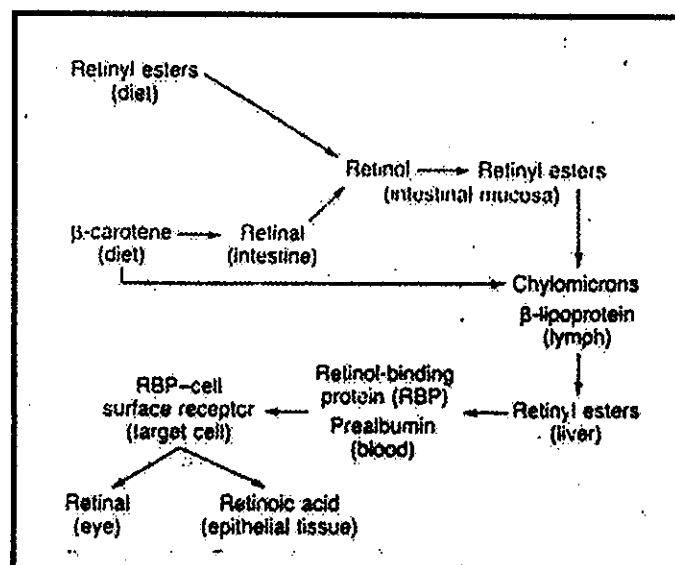 Retinyl esters
(diet)
Retinol
Retinyl esters
(intestinal mucosa)
β-carotene
(diet)
Retinal
(intestine)
Chylomicrons
β-lipoprotein
(lymph)
Retinol-binding
protein (RBP)
Prealbumin
(blood)
RBP-cell
surface receptor
(target cell)
Retinyl esters
(liver)
Retinal
(eye)
Retinoic acid
(epithelial tissue)